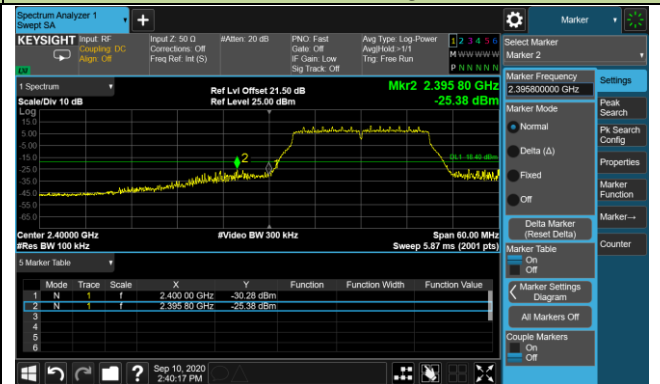 Spectrum Analyzer 1
Swept SA
+
Marker
KEYSIGHT
Input: RF
Coupling: DC
Align: Off
Input Z: 50 Ω
Corrections: Off
Freq Ref: Int (S)
#Atten: 20 dB
PNO: Fast
Gate: Off
IF Gain: Low
Sig Track: Off
Avg Type: Log-Power
Avg|Hold:>1/1
Trig: Free Run
1 2 3 4 5 6
M W W W W W
P N N N N N
LXI
Select Marker
Marker 2
1 Spectrum
Scale/Div 10 dB
Log
Ref Lvl Offset 21.50 dB
Ref Level 25.00 dBm
Mkr2 2.395 80 GHz
-25.38 dBm
15.0
5.00
-5.00
-15.0
-25.0
-35.0
-45.0
-55.0
-65.0
2
1
Center 2.40000 GHz
#Res BW 100 kHz
#Video BW 300 kHz
Span 60.00 MHz
Sweep 5.87 ms (2001 pts)
5 Marker Table
Mode Trace Scale X Y Function Function Width Function Value
1 N 1 f 2.400 00 GHz -30.28 dBm
2 N 1 f 2.395 80 GHz -25.38 dBm
3
4
5
6
Marker Frequency
2.395800000 GHz
Marker Mode
Normal
Delta (Δ)
Fixed
Off
Delta Marker
(Reset Delta)
Marker Table
On
Off
Marker Settings
Diagram
All Markers Off
Couple Markers
On
Off
Settings
Peak
Search
Pk Search
Config
Properties
Marker
Function
Marker→
Counter
?
Sep 10, 2020
2:40:17 PM